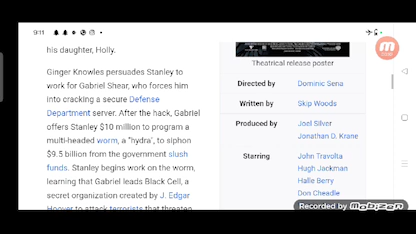 9:11
his daughter, Holly.
Ginger Knowles persuades Stanley to
work for Gabriel Shear, who forces him
into cracking a secure Defense
Department server. After the hack, Gabriel
offers Stanley $10 million to program a
multi-headed worm, a "hydra", to siphon
$9.5 billion from the government slush
funds. Stanley begins work on the worm,
learning that Gabriel leads Black Cell, a
secret organization created by J. Edgar
Hoover to attack terrorists that threaten
Theatrical release poster
Directed by Dominic Sena
Written by Skip Woods
Produced by Joel Silver
Jonathan D. Krane
Starring John Travolta
Hugh Jackman
Halle Berry
Don Cheadle
Recorded by Mobizen